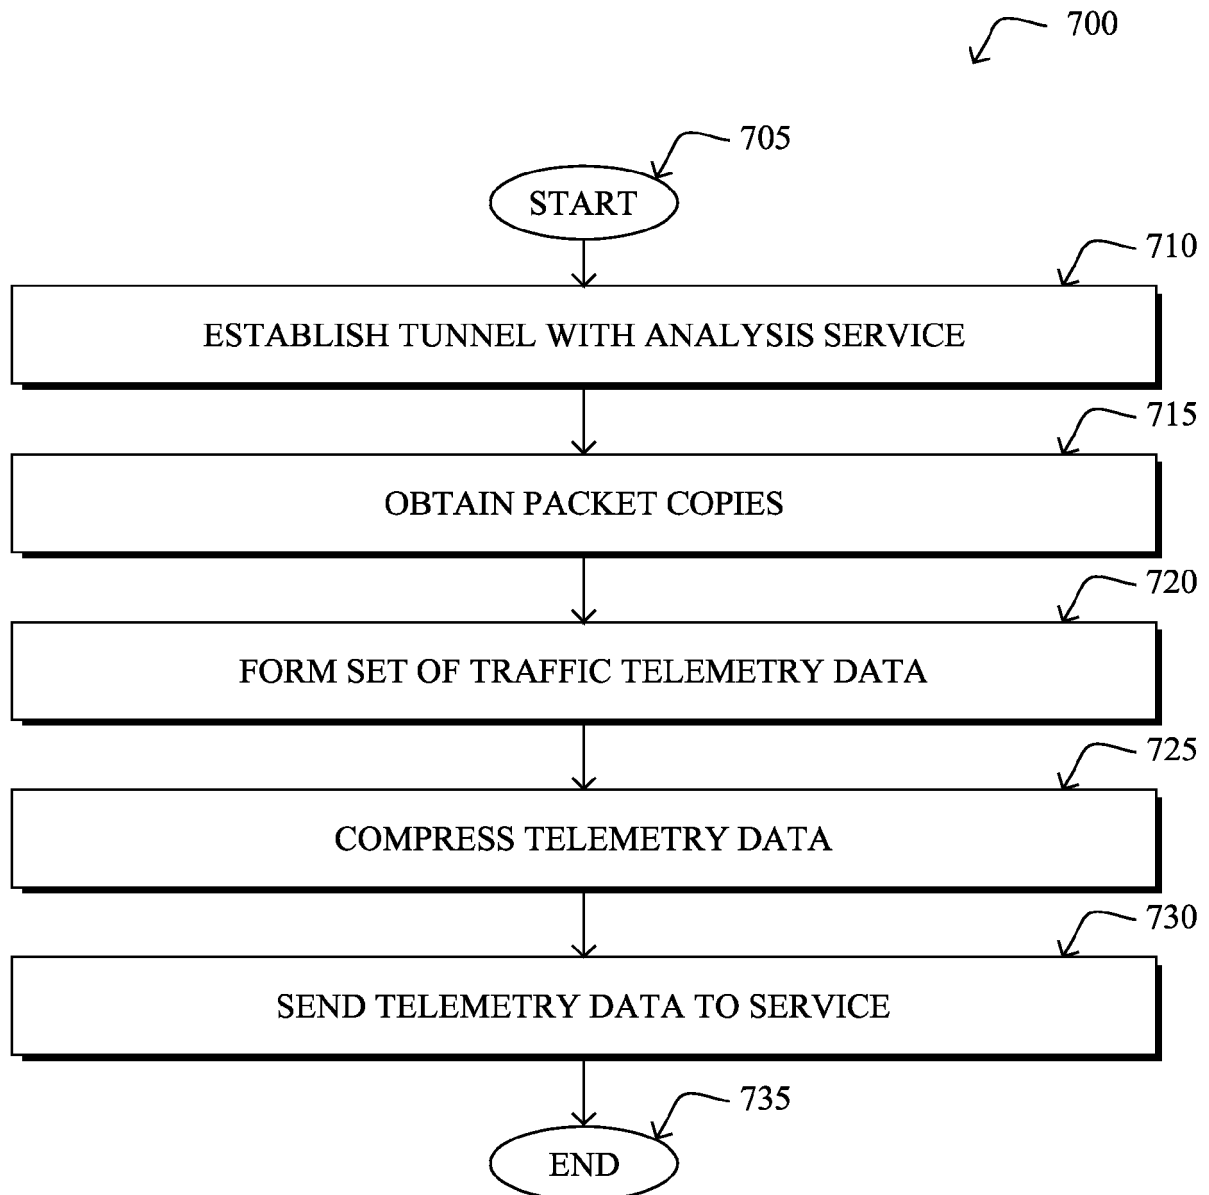 700
705
START
710
ESTABLISH TUNNEL WITH ANALYSIS SERVICE
715
OBTAIN PACKET COPIES
720
FORM SET OF TRAFFIC TELEMETRY DATA
725
COMPRESS TELEMETRY DATA
730
SEND TELEMETRY DATA TO SERVICE
735
END